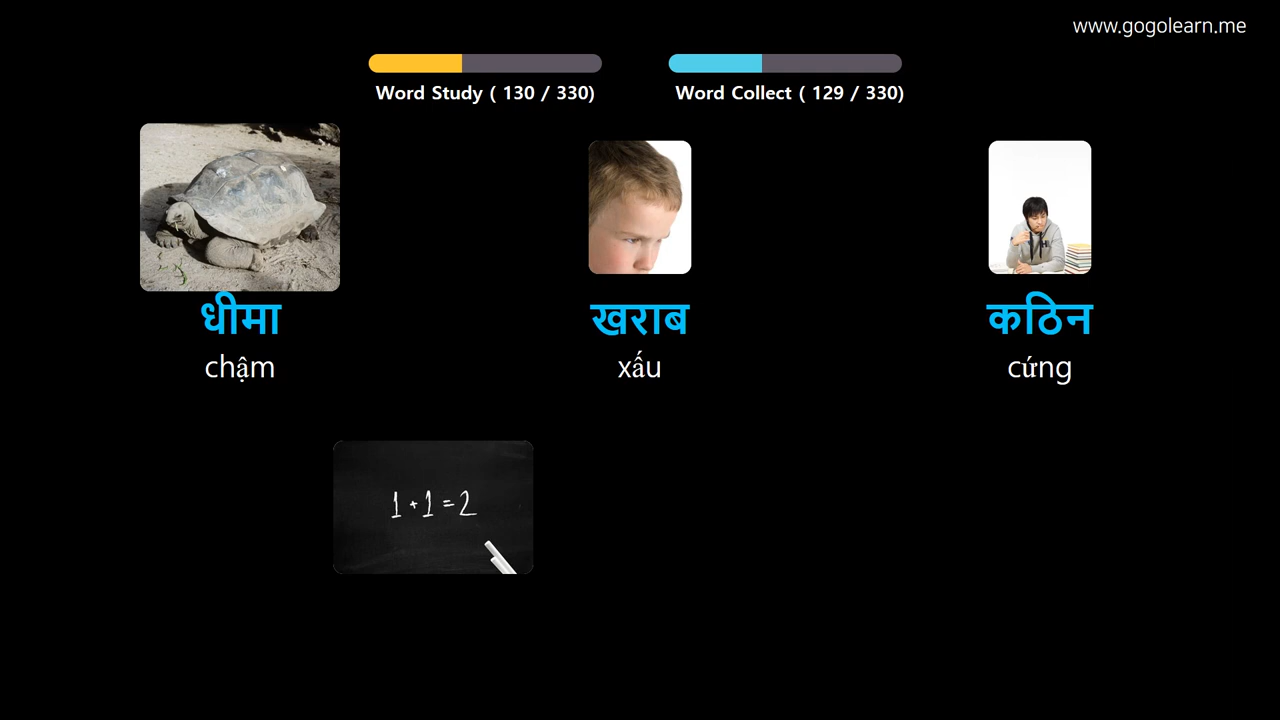 www.gogolearn.me
Word Study ( 130 / 330)
Word Collect ( 129 / 330)
धीमा
खराब
कठिन
chậm
xấu
cứng
1 + 1 = 2